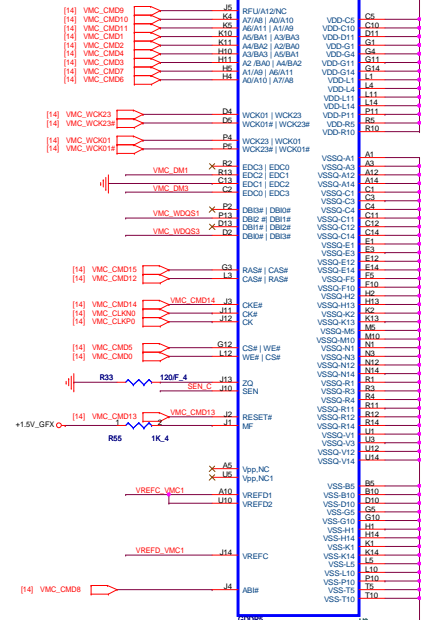 VMC_CMD9 J5 RFU/A12/NC
VMC_CMD10 K4 A7/A8 | A0/A10
VMC_CMD11 K5 A6/A11 | A1/A9
VMC_CMD1 K10 BA1/A5 | BA3/A3
VMC_CMD2 K11 A4/BA2 | BA0/A2
VMC_CMD4 H10 BA3/A3 | BA1/A5
VMC_CMD3 H11 A2 /BA0 | A4/BA2
VMC_CMD7 H5 A1/A9 | A6/A11
VMC_CMD6 H4 A0/A10 | A7/A8
VDD-C5 C5
VDD-C10 C10
VDD-D11 D11
VDD-G1 G1
VDD-G4 G4
VDD-G11 G11
VDD-G14 G14
VDD-L1 L1
VDD-L4 L4
VDD-L11 L11
VDD-L14 L14
VDD-P11 P11
VDD-R5 R5
VDD-R10 R10
[14] VMC_WCK23 D4 WCK01 | WCK23
[14] VMC_WCK23# D5 WCK01# | WCK23#
[14] VMC_WCK01 P4 WCK23 | WCK01
[14] VMC_WCK01# P5 WCK23# | WCK01#
R2 EDC3 | EDC0
VMC_DM1 R13 EDC2 | EDC1
C13 EDC1 | EDC2
VMC_DM3 C2 EDC0 | EDC3
P2 DBI3# | DBI0#
VMC_WDQS1 P13 DBI2# | DBI1#
D13 DBI1# | DBI2#
VMC_WDQS3 D2 DBI0# | DBI3#
[14] VMC_CMD15 G3 RAS# | CAS#
[14] VMC_CMD12 L3 CAS# | RAS#
[14] VMC_CMD14 VMC_CMD14 J3 CKE#
[14] VMC_CLKN0 J11 CK#
[14] VMC_CLKP0 J12 CK
[14] VMC_CMD5 G12 CS# | WE#
[14] VMC_CMD0 L12 WE# | CS#
R33 120/F_4 J13 ZQ
SEN_C J10 SEN
[14] VMC_CMD13 VMC_CMD13 J2 RESET#
+1.5V_GFX 1 2 J1 MF
R55 1K_4
A5 Vpp,NC
U5 Vpp,NC1
VREFC_VMC1 A10 VREFD1
U10 VREFD2
VREFD_VMC1 J14 VREFC
[14] VMC_CMD8 J4 ABI#
VSSQ-A1 A1
VSSQ-A3 A3
VSSQ-A12 A12
VSSQ-A14 A14
VSSQ-C1 C1
VSSQ-C3 C3
VSSQ-C4 C4
VSSQ-C11 C11
VSSQ-C12 C12
VSSQ-C14 C14
VSSQ-E1 E1
VSSQ-E3 E3
VSSQ-E12 E12
VSSQ-E14 E14
VSSQ-F5 F5
VSSQ-F10 F10
VSSQ-H2 H2
VSSQ-H13 H13
VSSQ-K2 K2
VSSQ-K13 K13
VSSQ-M5 M5
VSSQ-M10 M10
VSSQ-N1 N1
VSSQ-N3 N3
VSSQ-N12 N12
VSSQ-N14 N14
VSSQ-R1 R1
VSSQ-R3 R3
VSSQ-R4 R4
VSSQ-R11 R11
VSSQ-R12 R12
VSSQ-R14 R14
VSSQ-V1 U1
VSSQ-V3 U3
VSSQ-V12 U12
VSSQ-V14 U14
VSS-B5 B5
VSS-B10 B10
VSS-D10 D10
VSS-G5 G5
VSS-G10 G10
VSS-H1 H1
VSS-H14 H14
VSS-K1 K1
VSS-K14 K14
VSS-L5 L5
VSS-L10 L10
VSS-P10 P10
VSS-T5 T5
VSS-T10 T10